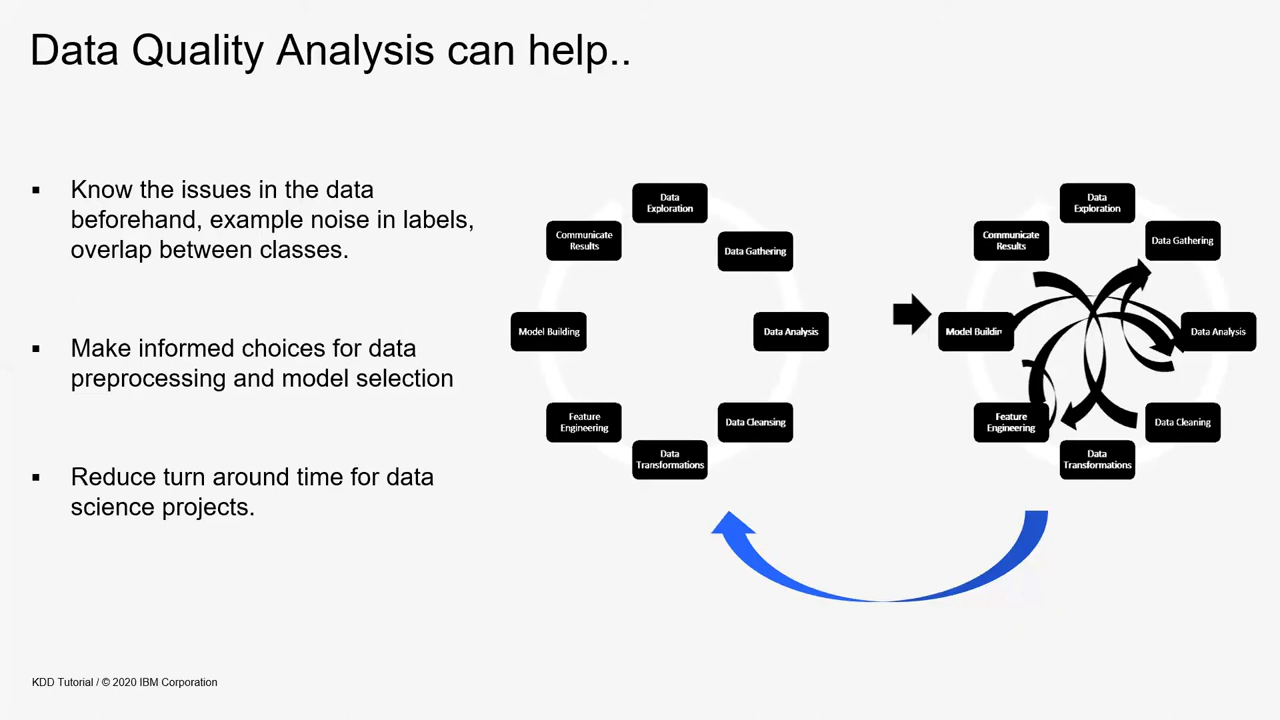 Data Quality Analysis can help..
▪ Know the issues in the data
beforehand, example noise in labels,
overlap between classes.
▪ Make informed choices for data
preprocessing and model selection
▪ Reduce turn around time for data
science projects.
Data
Exploration
Communicate
Results
Data Gathering
Model Building
Data Analysis
Feature
Engineering
Data Cleansing
Data
Transformations
Data
Exploration
Communicate
Results
Data Gathering
Model Buildin
Data Analysis
Feature
Engineering
Data Cleaning
Data
Transformations
KDD Tutorial / © 2020 IBM Corporation